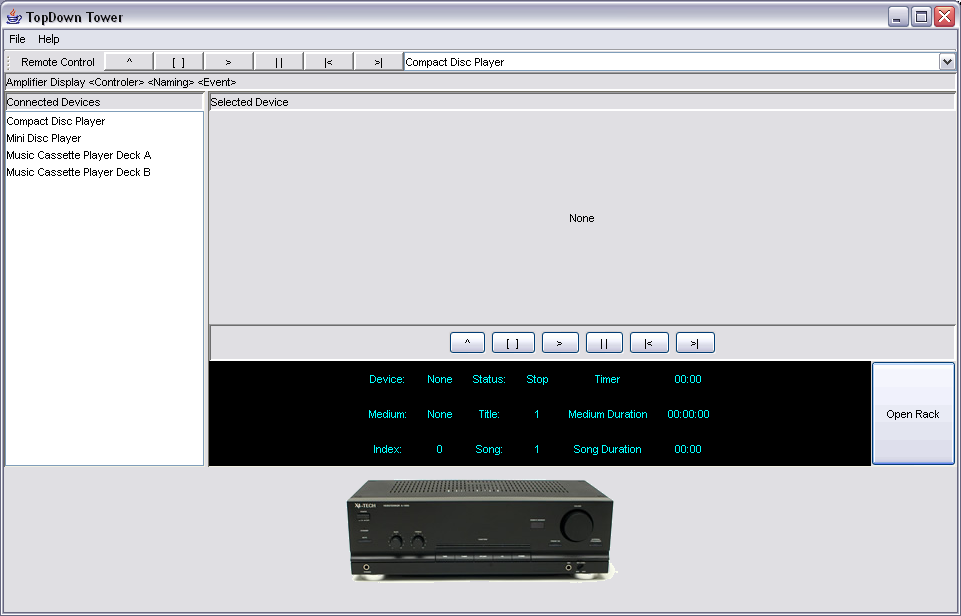 TopDown Tower
File Help
Remote Control ^ [ ] > | | |< >| Compact Disc Player
Amplifier Display <Controler> <Naming> <Event>
Connected Devices
Compact Disc Player
Mini Disc Player
Music Cassette Player Deck A
Music Cassette Player Deck B
Selected Device
None
^ [ ] > | | |< >|
Device: None Status: Stop Timer 00:00
Medium: None Title: 1 Medium Duration 00:00:00
Index: 0 Song: 1 Song Duration 00:00
Open Rack